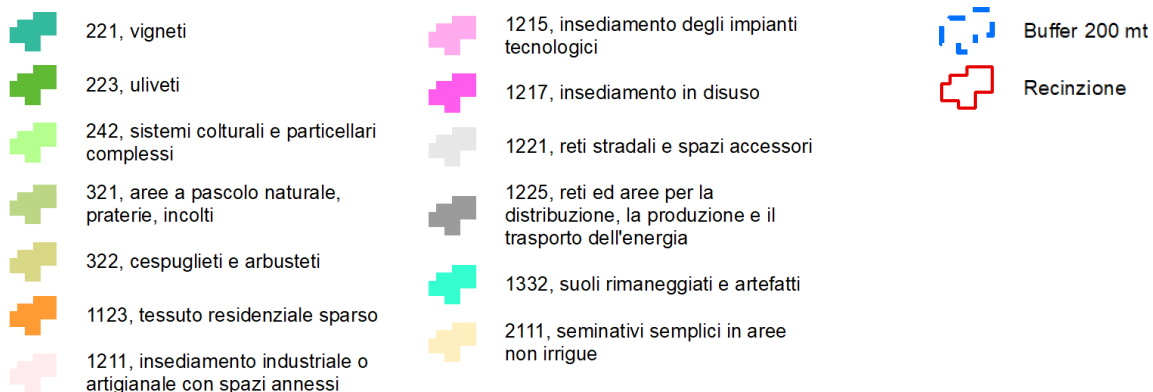 221, vigneti
223, uliveti
242, sistemi colturali e particellari
complessi
321, aree a pascolo naturale,
praterie, incolti
322, cespuglieti e arbusteti
1123, tessuto residenziale sparso
1211, insediamento industriale o
artigianale con spazi annessi
1215, insediamento degli impianti
tecnologici
1217, insediamento in disuso
1221, reti stradali e spazi accessori
1225, reti ed aree per la
distribuzione, la produzione e il
trasporto dell'energia
1332, suoli rimaneggiati e artefatti
2111, seminativi semplici in aree
non irrigue
Buffer 200 mt
Recinzione